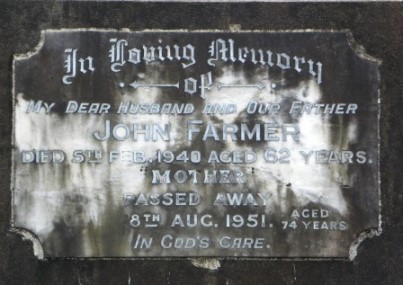 In Loving Memory
of
My Dear Husband and Our Father
John Farmer
Died 5th Feb. 1940 Aged 62 Years.
Mother
Passed Away
8th Aug. 1951. Aged 74 Years
In God's Care.